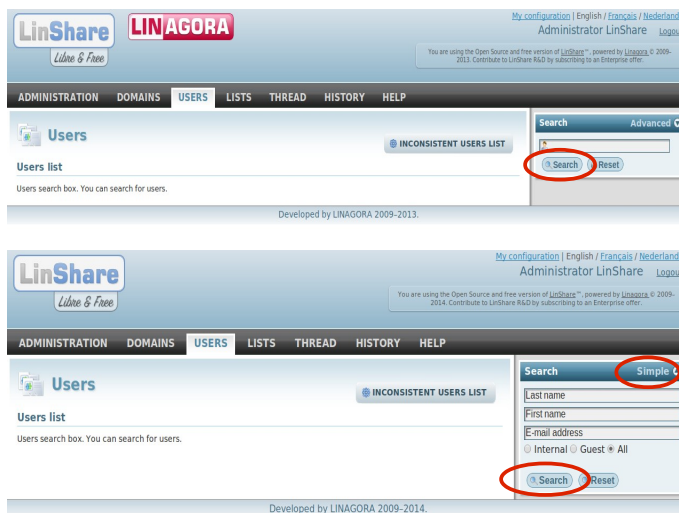 LinShare
Libre & Free
LINAGORA
My configuration | English / Français / Nederland
Administrator LinShare Logou
You are using the Open Source and free version of LinShare™, powered by Linagora © 2009-
2013. Contribute to LinShare R&D by subscribing to an Enterprise offer.
ADMINISTRATION DOMAINS USERS LISTS THREAD HISTORY HELP
Users
INCONSISTENT USERS LIST
Users list
Users search box. You can search for users.
Search Advanced
Search Reset
Developed by LINAGORA 2009-2013.
LinShare
Libre & Free
My configuration | English / Français / Nederland
Administrator LinShare Logou
You are using the Open Source and free version of LinShare™, powered by Linagora © 2009-
2014. Contribute to LinShare R&D by subscribing to an Enterprise offer.
ADMINISTRATION DOMAINS USERS LISTS THREAD HISTORY HELP
Users
INCONSISTENT USERS LIST
Users list
Users search box. You can search for users.
Search Simple
Last name
First name
E-mail address
Internal Guest All
Search Reset
Developed by LINAGORA 2009-2014.